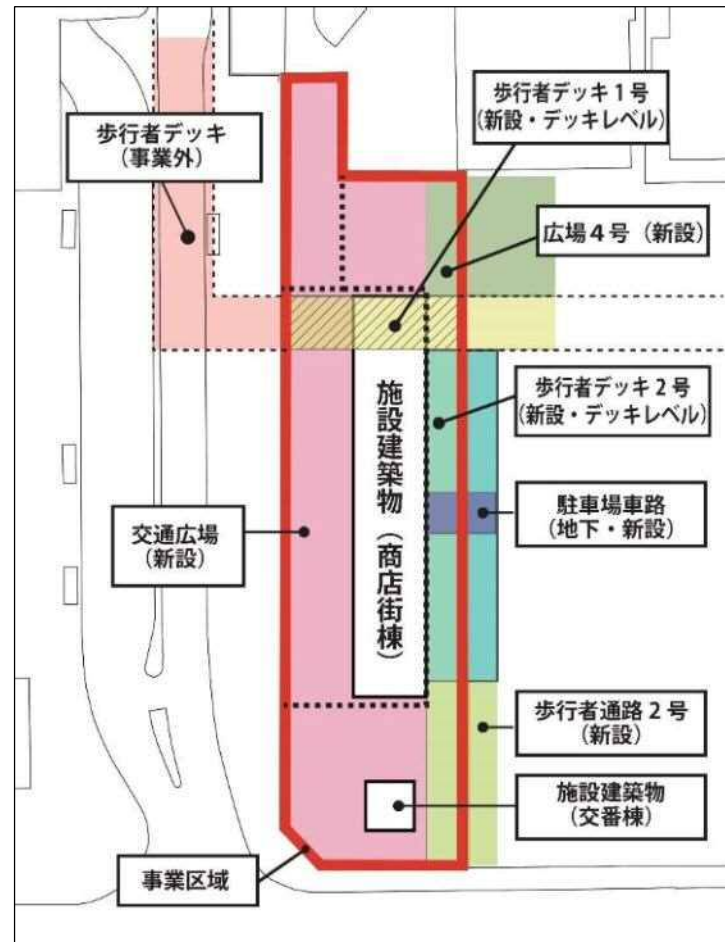 歩行者デッキ1号
(新設・デッキレベル)
歩行者デッキ
(事業外)
広場4号(新設)
歩行者デッキ2号
(新設・デッキレベル)
施設建築物(商店街棟)
駐車場車路
(地下・新設)
交通広場
(新設)
歩行者通路2号
(新設)
施設建築物
(交番棟)
事業区域